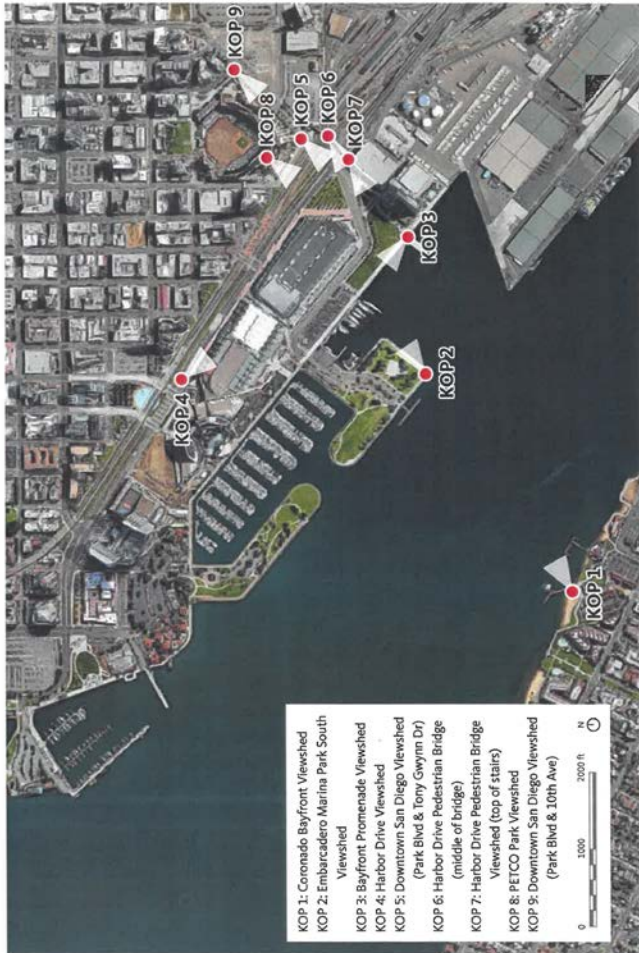 KOP 9
KOP 8
KOP 5
KOP 6
KOP 7
KOP 3
KOP 4
KOP 2
KOP 1
KOP 1: Coronado Bayfront Viewshed
KOP 2: Embarcadero Marina Park South
Viewshed
KOP 3: Bayfront Promenade Viewshed
KOP 4: Harbor Drive Viewshed
KOP 5: Downtown San Diego Viewshed
(Park Blvd & Tony Gwynn Dr)
KOP 6: Harbor Drive Pedestrian Bridge
(middle of bridge)
KOP 7: Harbor Drive Pedestrian Bridge
Viewshed (top of stairs)
KOP 8: PETCO Park Viewshed
KOP 9: Downtown San Diego Viewshed
(Park Blvd & 10th Ave)
0 1000 2000 ft
N